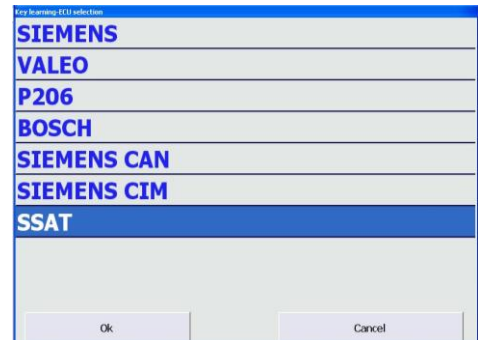 Key learning-ECU selection
SIEMENS
VALEO
P206
BOSCH
SIEMENS CAN
SIEMENS CIM
SSAT
Ok
Cancel